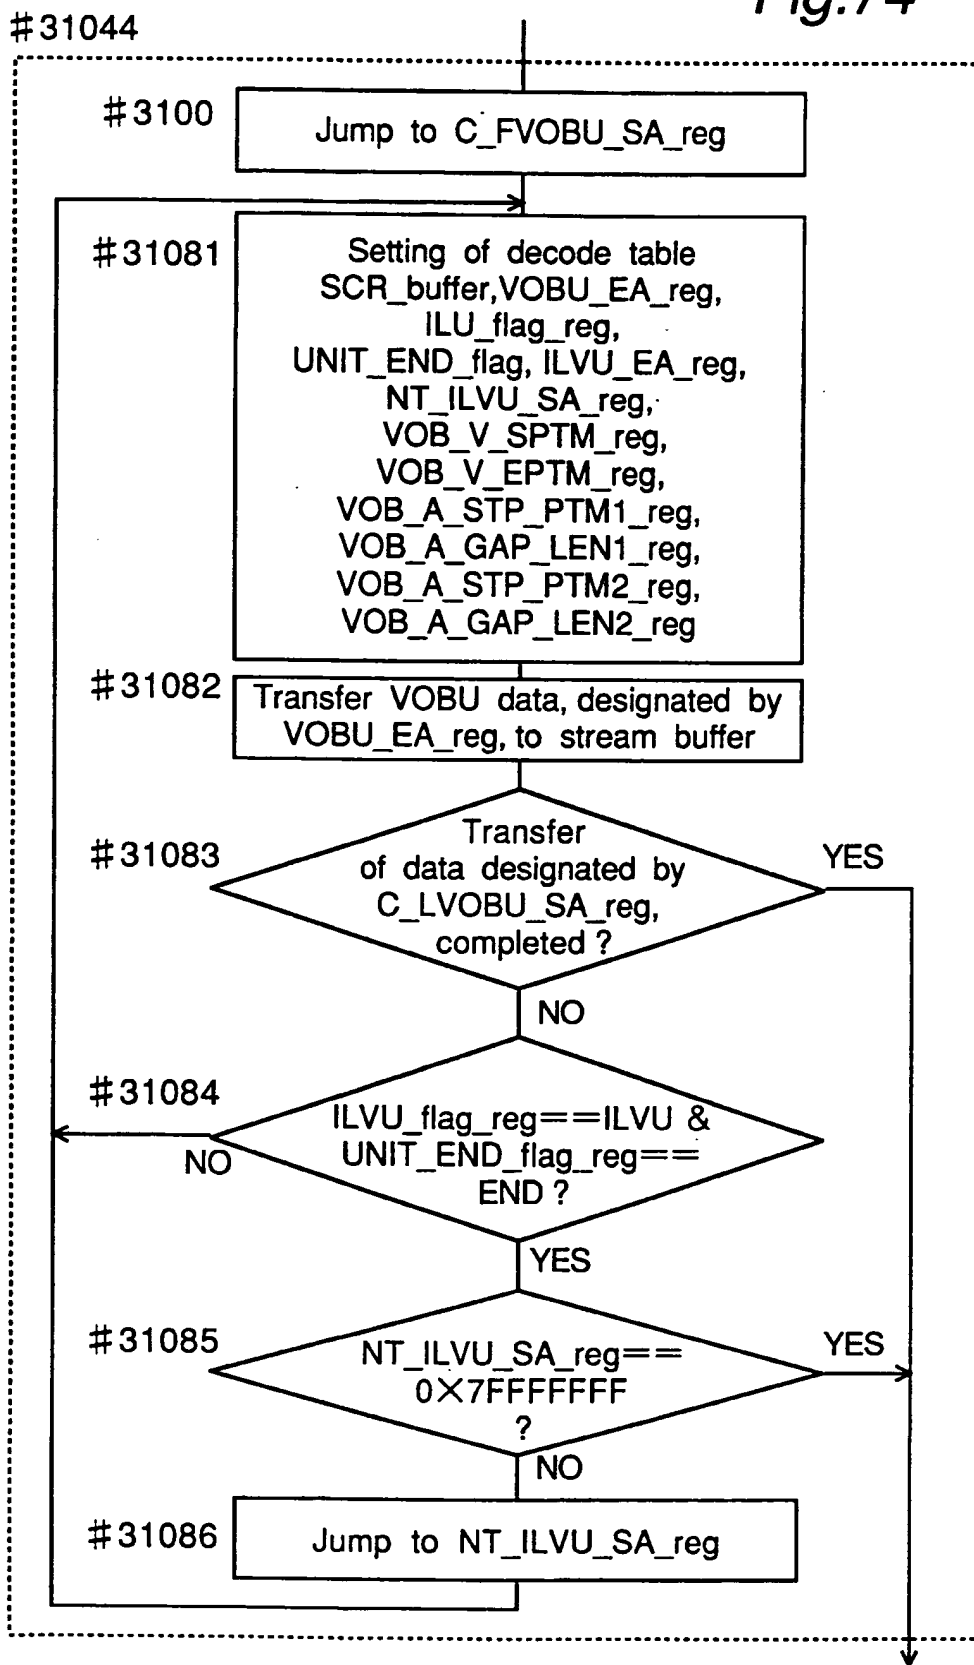 Fig.74
#31044
#3100
Jump to C_FVOBU_SA_reg
#31081
Setting of decode table
SCR_buffer,VOBU_EA_reg,
ILU_flag_reg,
UNIT_END_flag, ILVU_EA_reg,
NT_ILVU_SA_reg,
VOB_V_SPTM_reg,
VOB_V_EPTM_reg,
VOB_A_STP_PTM1_reg,
VOB_A_GAP_LEN1_reg,
VOB_A_STP_PTM2_reg,
VOB_A_GAP_LEN2_reg
#31082
Transfer VOBU data, designated by
VOBU_EA_reg, to stream buffer
#31083
Transfer
of data designated by
C_LVOBU_SA_reg,
completed ?
YES
NO
#31084
ILVU_flag_reg==ILVU &
UNIT_END_flag_reg==
END ?
NO
YES
#31085
NT_ILVU_SA_reg==
0×7FFFFFFF
?
YES
NO
#31086
Jump to NT_ILVU_SA_reg